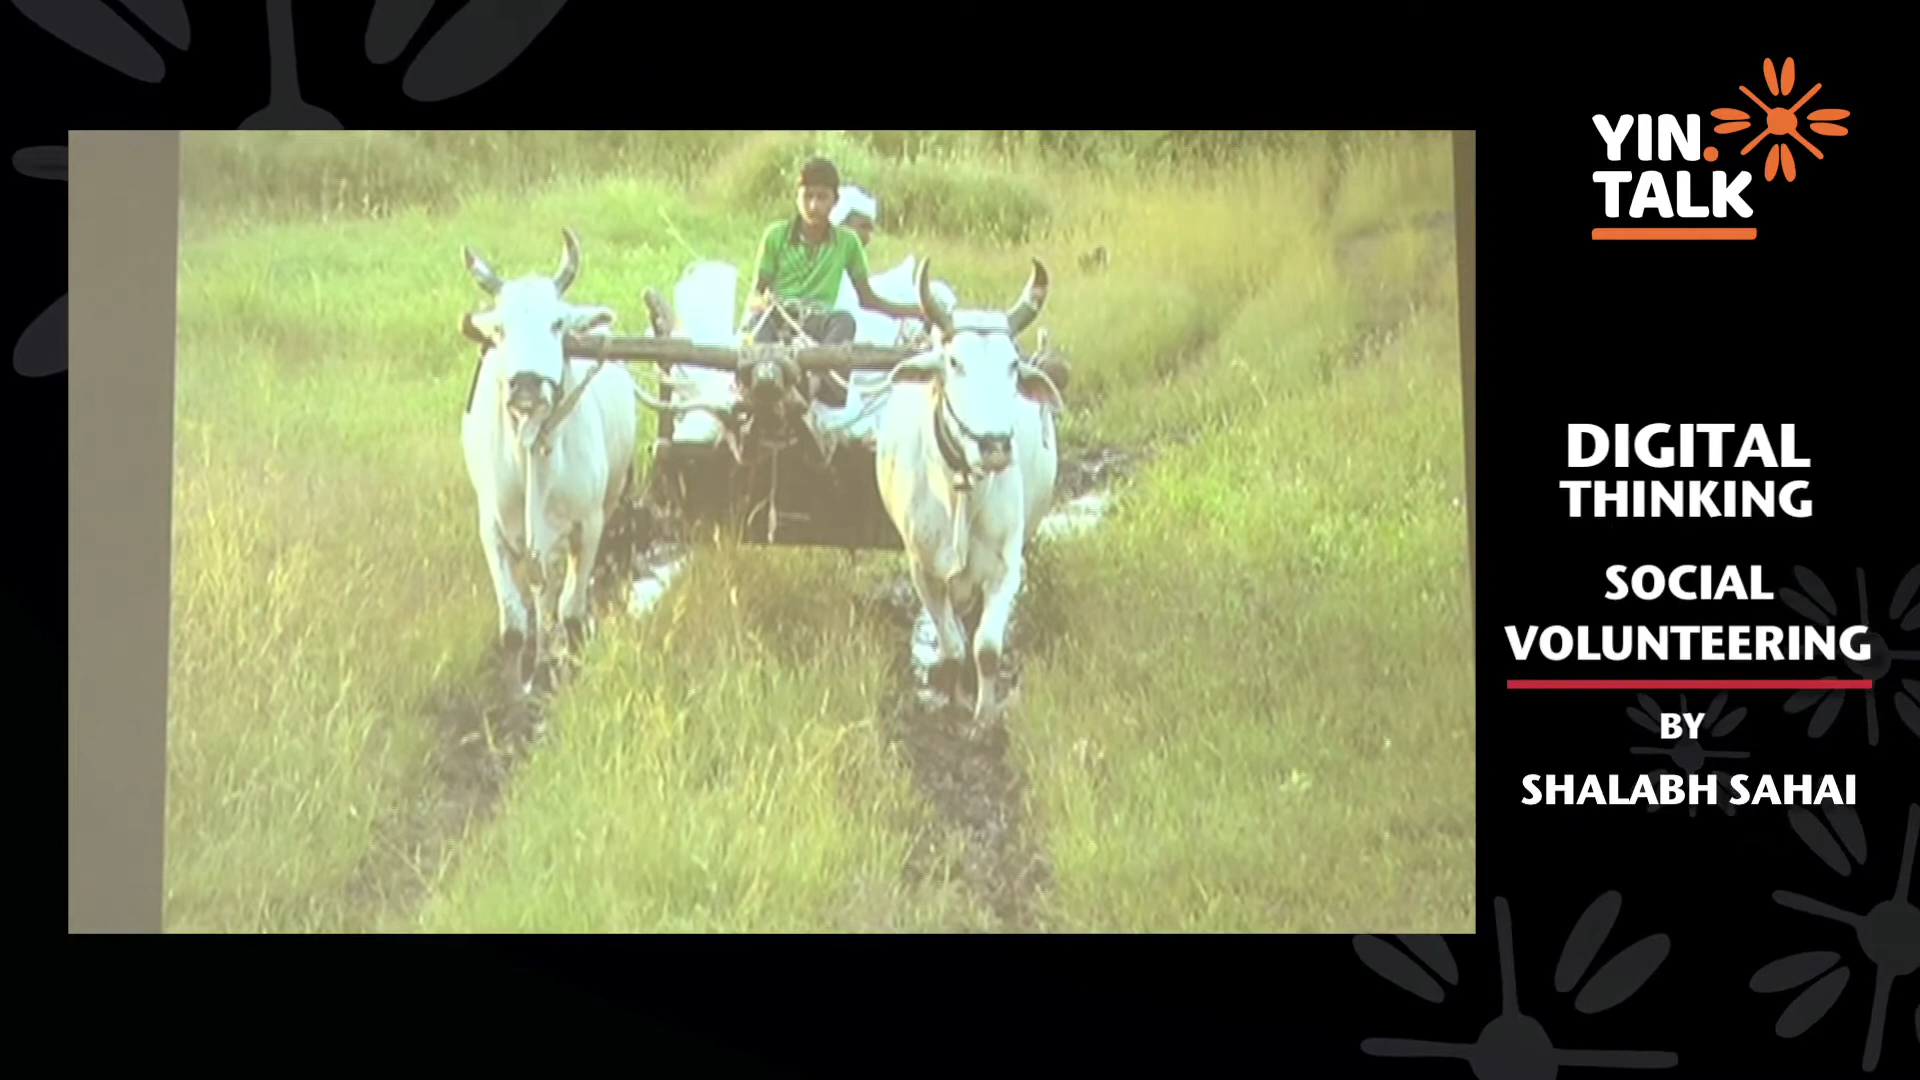 YIN.
TALK
DIGITAL
THINKING
SOCIAL
VOLUNTEERING
BY
SHALABH SAHAI